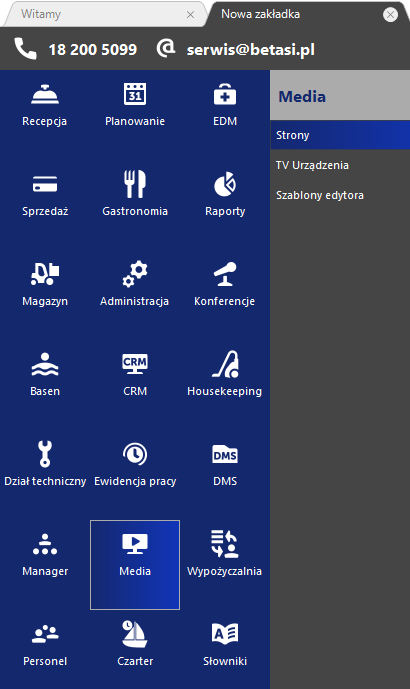 Witamy
Nowa zakładka
18 200 5099
@ serwis@betasi.pl
31
Recepcja Planowanie EDM
Sprzedaż Gastronomia Raporty
Magazyn Administracja Konferencje
CRM
Basen CRM Housekeeping
DMS
Dział techniczny Ewidencja pracy DMS
Manager Media Wypożyczalnia
A
Personel Czarter Słowniki
Media
Strony
TV Urządzenia
Szablony edytora